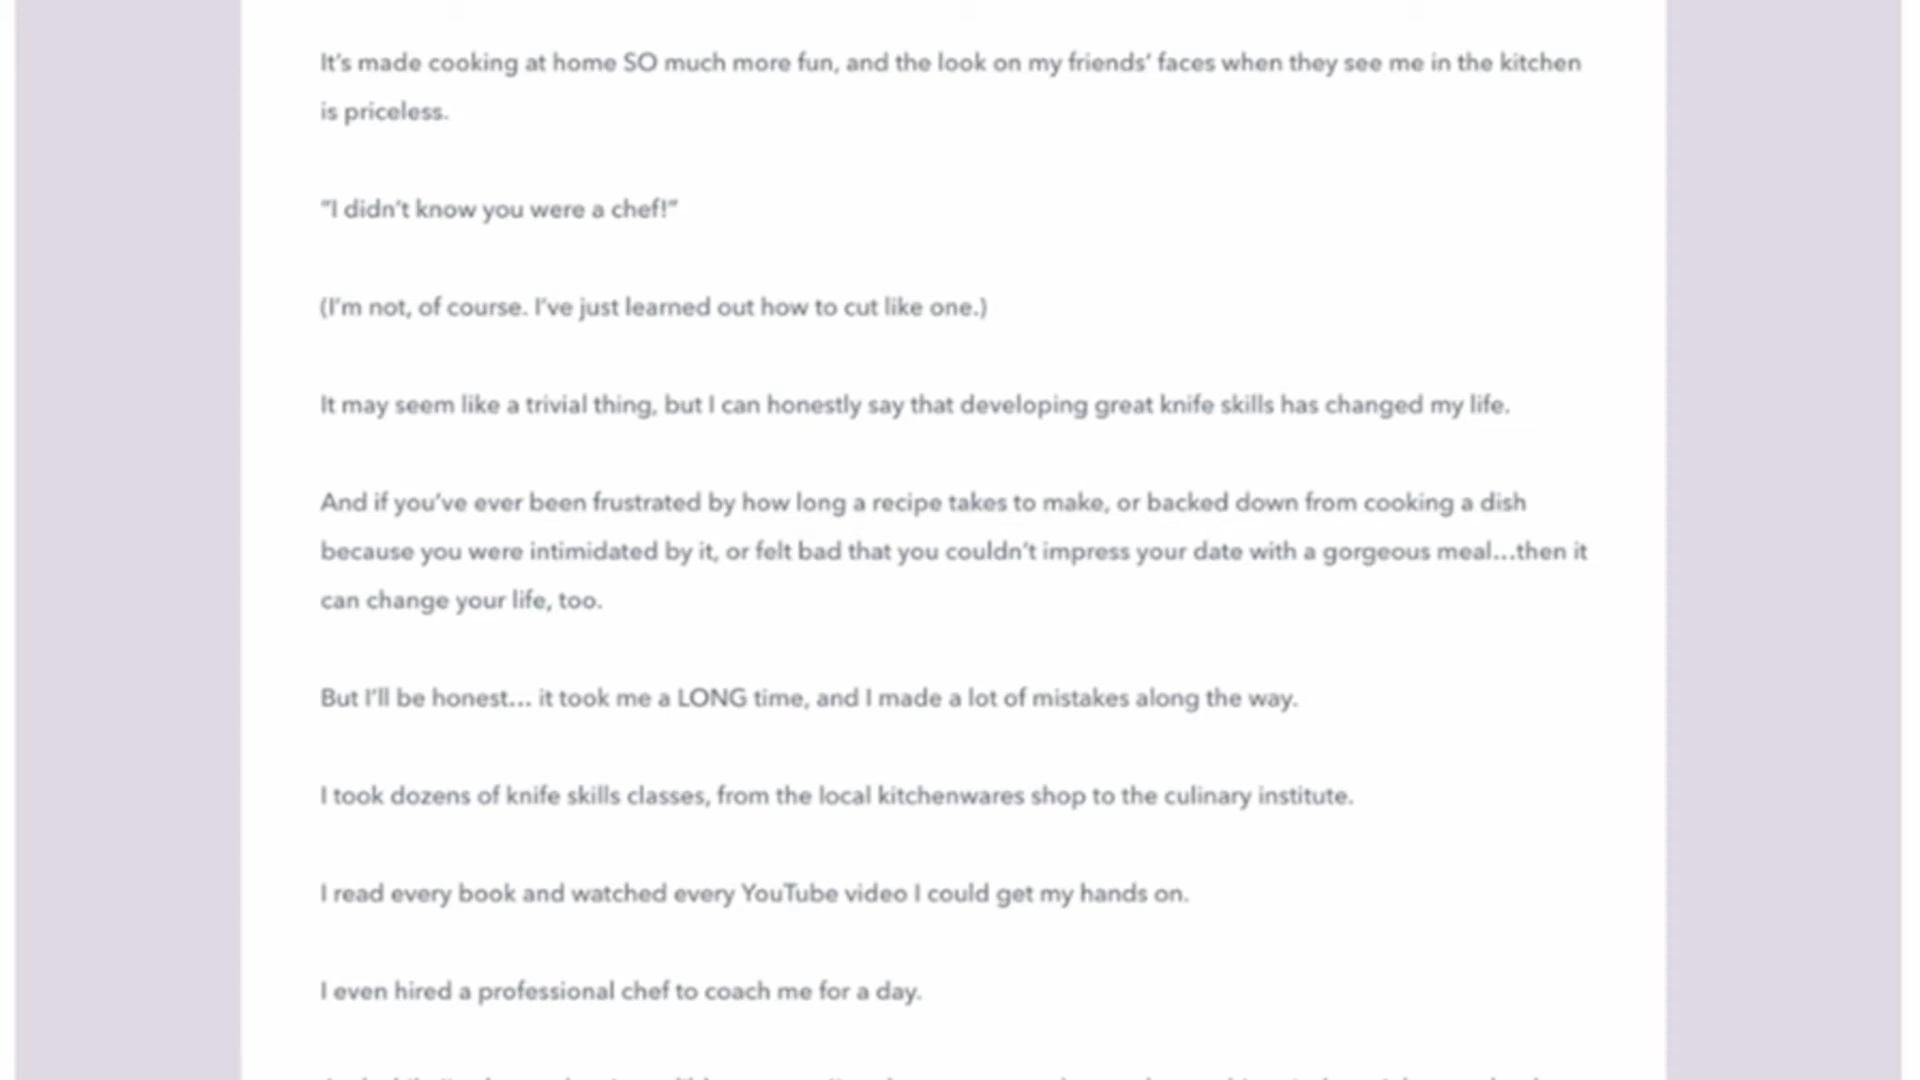 It's made cooking at home SO much more fun, and the look on my friends' faces when they see me in the kitchen
is priceless.
"I didn't know you were a chef!"
(I'm not, of course. I've just learned out how to cut like one.)
It may seem like a trivial thing, but I can honestly say that developing great knife skills has changed my life.
And if you've ever been frustrated by how long a recipe takes to make, or backed down from cooking a dish
because you were intimidated by it, or felt bad that you couldn't impress your date with a gorgeous meal...then it
can change your life, too.
But I'll be honest... it took me a LONG time, and I made a lot of mistakes along the way.
I took dozens of knife skills classes, from the local kitchenwares shop to the culinary institute.
I read every book and watched every YouTube video I could get my hands on.
I even hired a professional chef to coach me for a day.